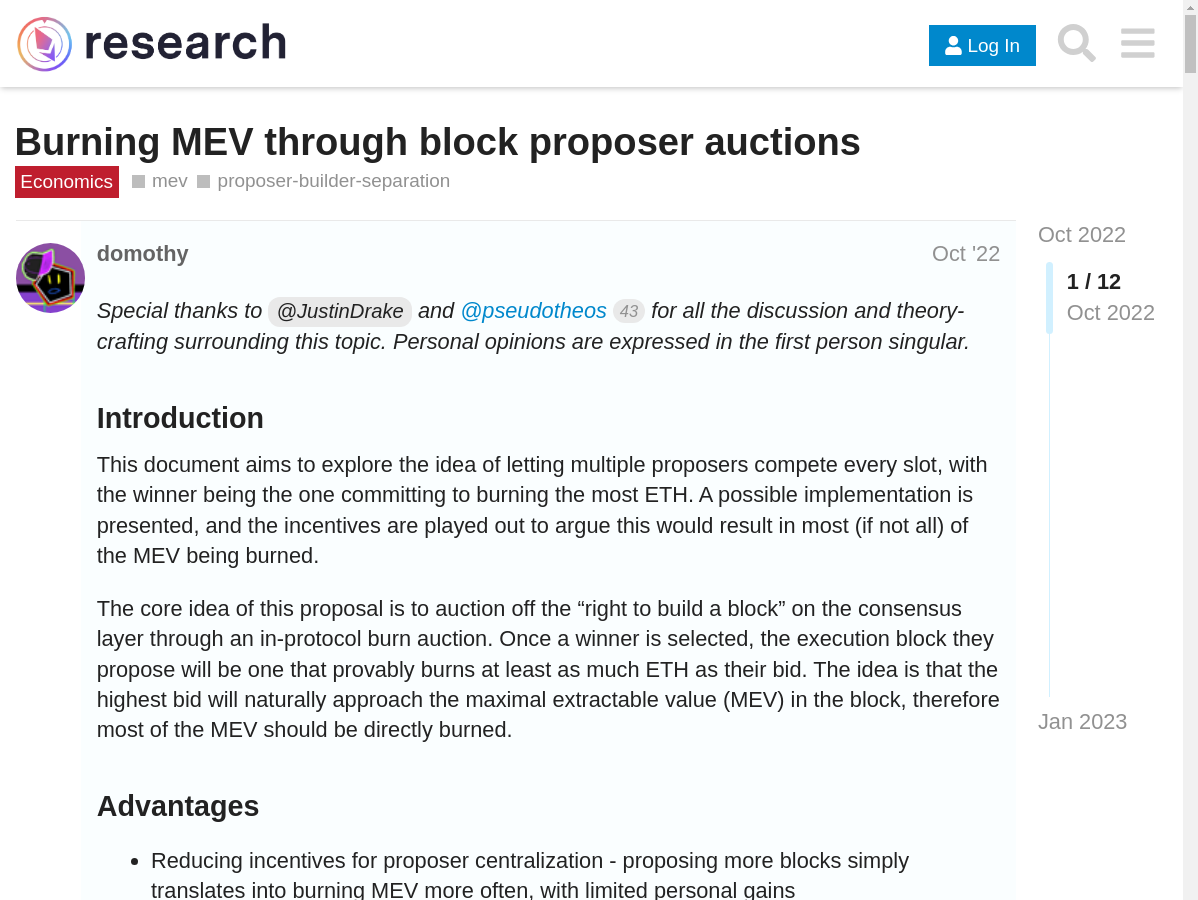 research
Log In
Burning MEV through block proposer auctions
Economics mev proposer-builder-separation
domothy Oct '22
Special thanks to @JustinDrake and @pseudotheos 43 for all the discussion and theory-
crafting surrounding this topic. Personal opinions are expressed in the first person singular.
Introduction
This document aims to explore the idea of letting multiple proposers compete every slot, with
the winner being the one committing to burning the most ETH. A possible implementation is
presented, and the incentives are played out to argue this would result in most (if not all) of
the MEV being burned.
The core idea of this proposal is to auction off the “right to build a block” on the consensus
layer through an in-protocol burn auction. Once a winner is selected, the execution block they
propose will be one that provably burns at least as much ETH as their bid. The idea is that the
highest bid will naturally approach the maximal extractable value (MEV) in the block, therefore
most of the MEV should be directly burned.
Advantages
• Reducing incentives for proposer centralization - proposing more blocks simply
translates into burning MEV more often, with limited personal gains
Oct 2022
1 / 12
Oct 2022
Jan 2023